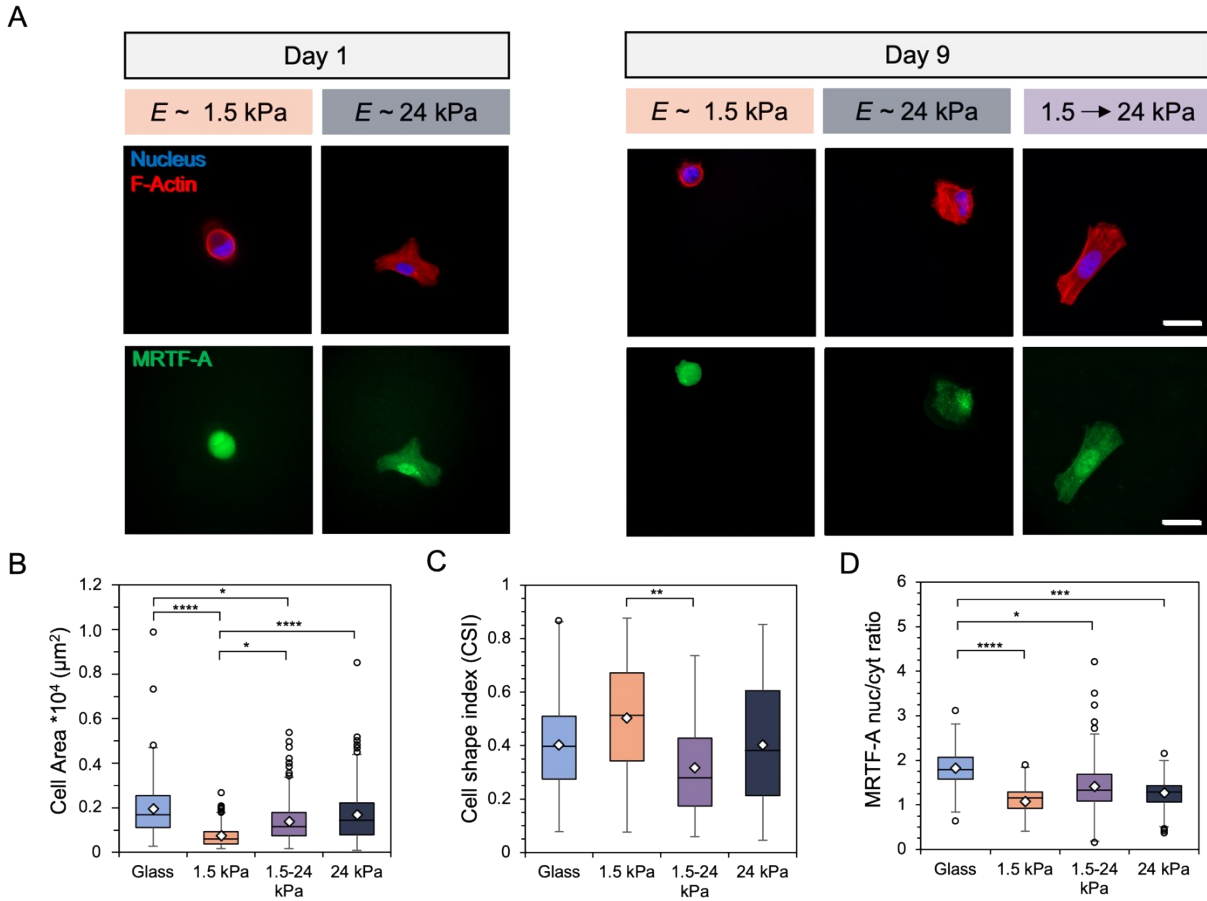 A
Day 1
Day 9
E ~ 1.5 kPa
E ~ 24 kPa
E ~ 1.5 kPa
E ~ 24 kPa
1.5 → 24 kPa
Nucleus
F-Actin
MRTF-A
B
Cell Area *10⁴ (µm²)
1.2
1.0
0.8
0.6
0.4
0.2
0
*
****
****
*
Glass
1.5 kPa
1.5-24
kPa
24 kPa
C
Cell shape index (CSI)
1
0.8
0.6
0.4
0.2
0
**
Glass
1.5 kPa
1.5-24
kPa
24 kPa
D
MRTF-A nuc/cyt ratio
6
5
4
3
2
1
0
***
*
****
Glass
1.5 kPa
1.5-24
kPa
24 kPa